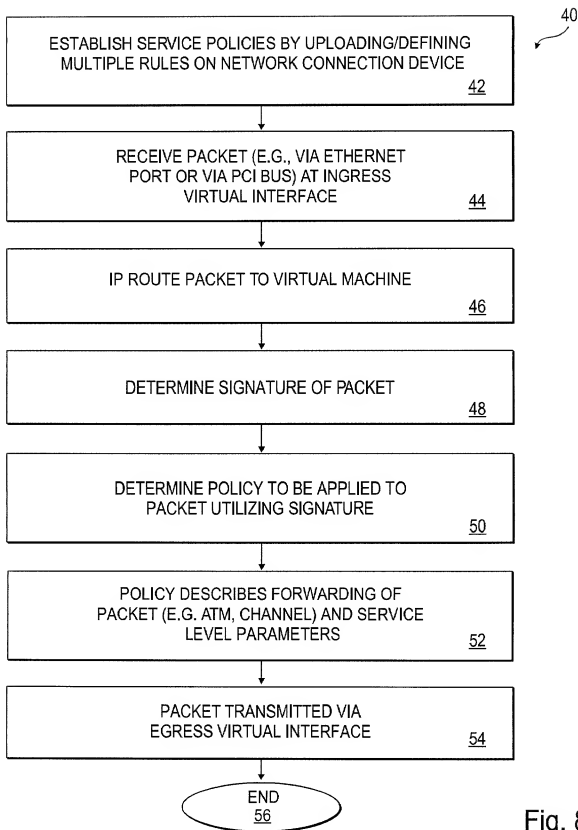 40
ESTABLISH SERVICE POLICIES BY UPLOADING/DEFINING
MULTIPLE RULES ON NETWORK CONNECTION DEVICE
42
RECEIVE PACKET (E.G., VIA ETHERNET
PORT OR VIA PCI BUS) AT INGRESS
VIRTUAL INTERFACE
44
IP ROUTE PACKET TO VIRTUAL MACHINE
46
DETERMINE SIGNATURE OF PACKET
48
DETERMINE POLICY TO BE APPLIED TO
PACKET UTILIZING SIGNATURE
50
POLICY DESCRIBES FORWARDING OF
PACKET (E.G. ATM, CHANNEL) AND SERVICE
LEVEL PARAMETERS
52
PACKET TRANSMITTED VIA
EGRESS VIRTUAL INTERFACE
54
END
56
Fig. 8